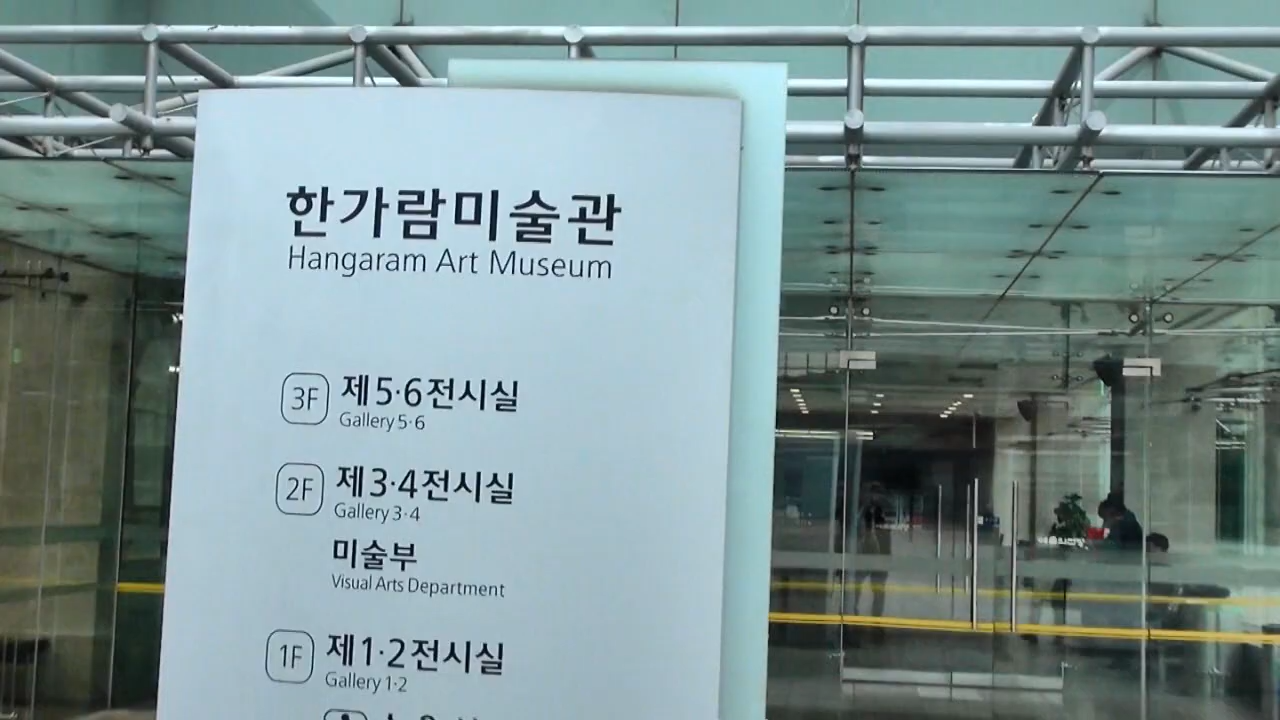 한가람미술관
Hangaram Art Museum
3F 제5·6전시실
Gallery 5·6
2F 제3·4전시실
Gallery 3·4
미술부
Visual Arts Department
1F 제1·2전시실
Gallery 1·2